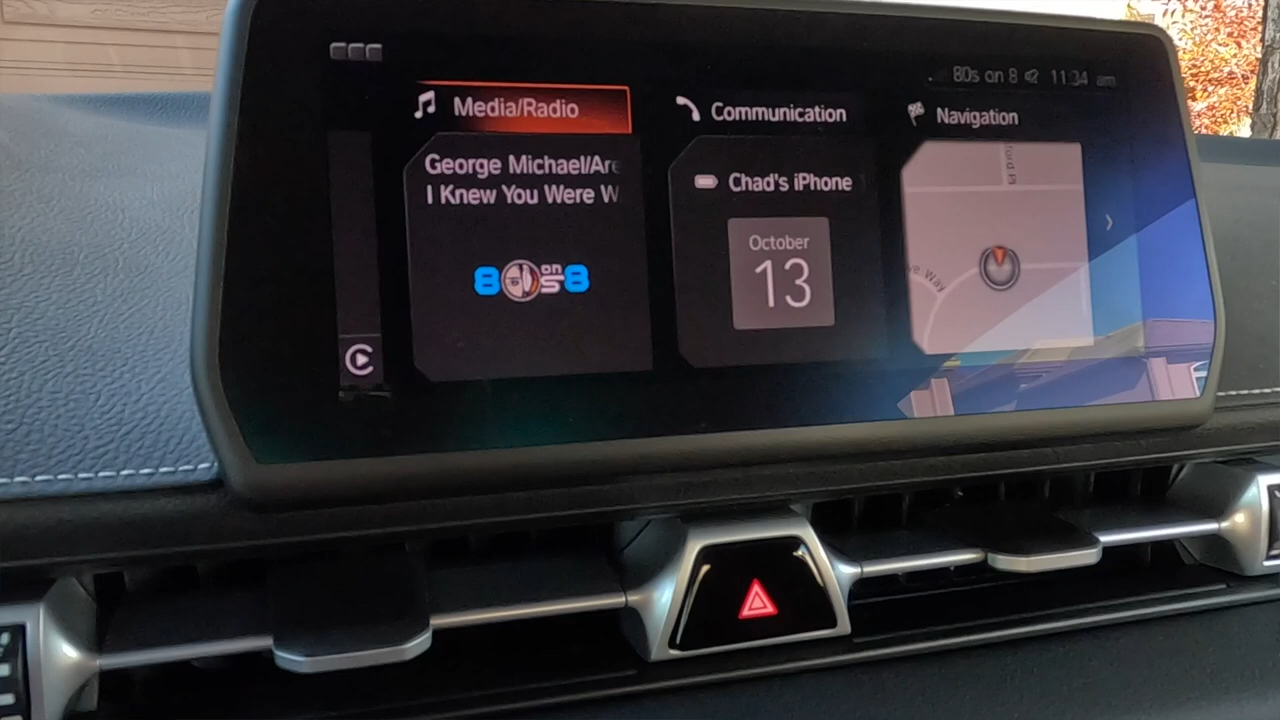 80s on 8 11:34 am
Media/Radio
Communication
Navigation
George Michael/Are
I Knew You Were W
Chad's iPhone
October
13
8 on 8
Way